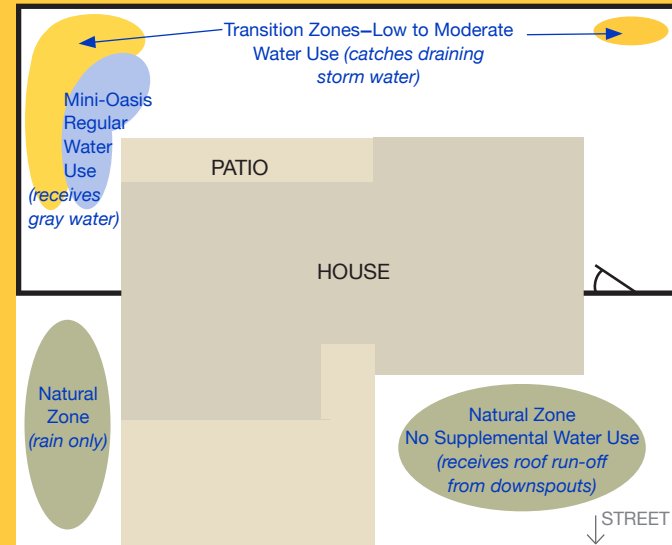 Transition Zones–Low to Moderate
Water Use (catches draining
storm water)
Mini-Oasis
Regular
Water
Use
(receives
gray water)
PATIO
HOUSE
Natural
Zone
(rain only)
Natural Zone
No Supplemental Water Use
(receives roof run-off
from downspouts)
STREET